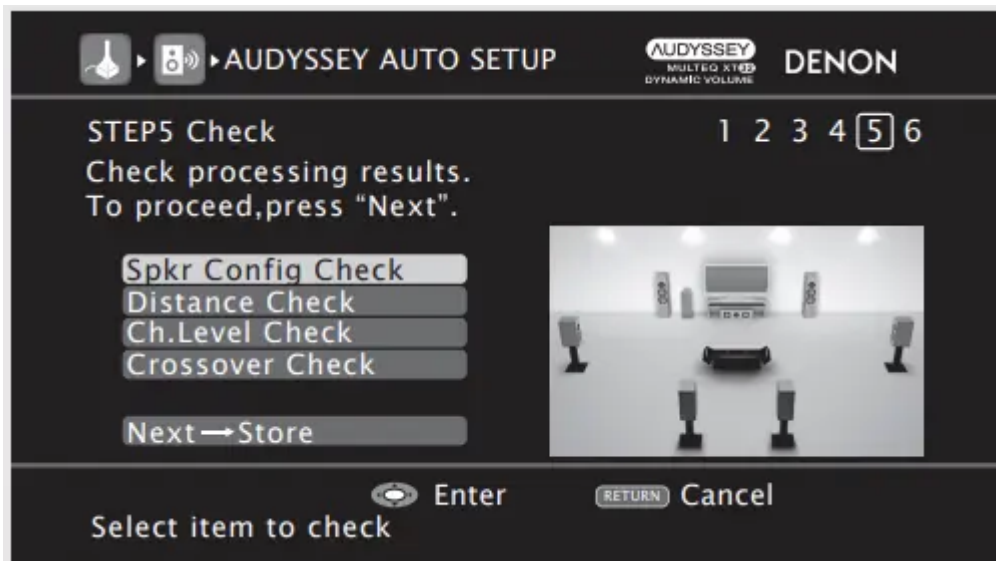 AUDYSSEY AUTO SETUP
AUDYSSEY
MULTEQ XT32
DYNAMIC VOLUME
DENON
STEP5 Check
1 2 3 4 5 6
Check processing results.
To proceed,press “Next”.
Spkr Config Check
Distance Check
Ch.Level Check
Crossover Check
Next→Store
Enter
RETURN Cancel
Select item to check